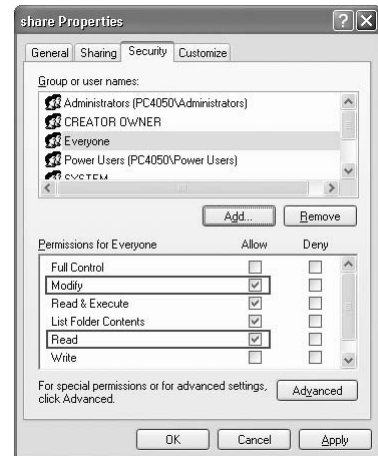 share Properties
General Sharing Security Customize
Group or user names:
Administrators (PC4050\Administrators)
CREATOR OWNER
Everyone
Power Users (PC4050\Power Users)
SYSTEM
Add... Remove
Permissions for Everyone Allow Deny
Full Control
Modify
Read & Execute
List Folder Contents
Read
Write
For special permissions or for advanced settings, Advanced
click Advanced.
OK Cancel Apply